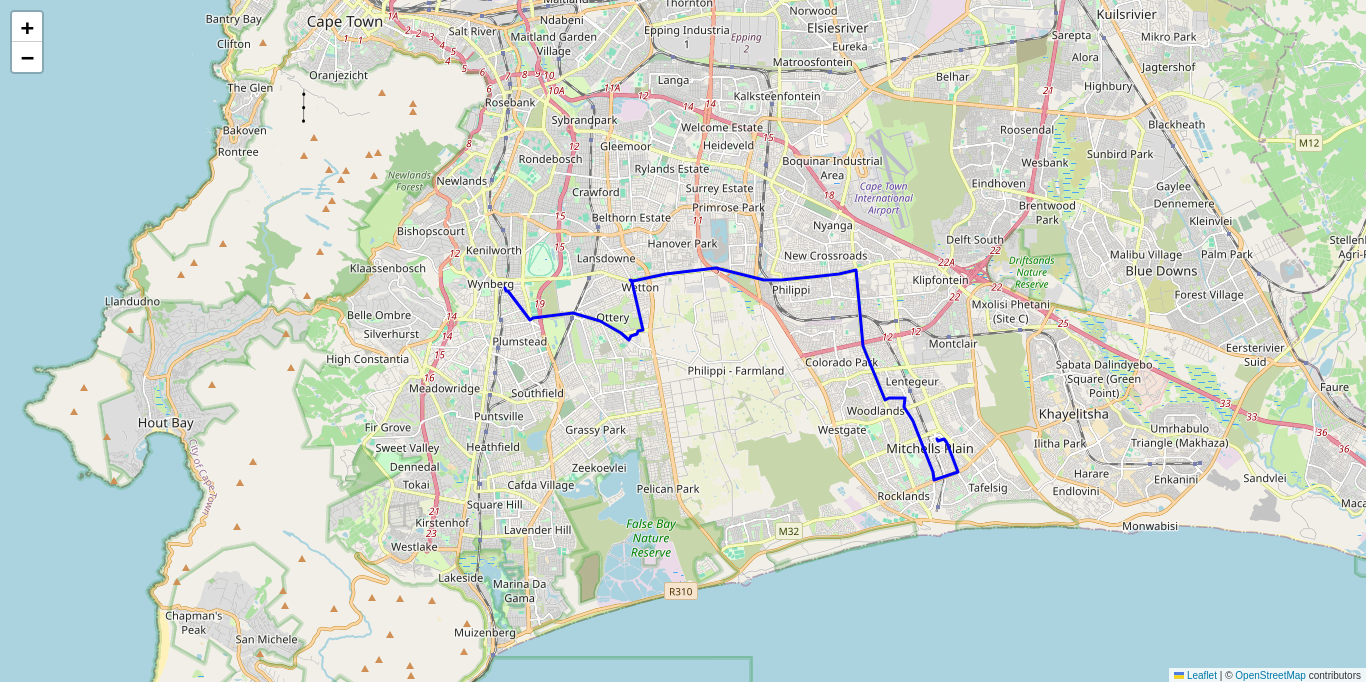 +
−
Bantry Bay
Cape Town
Clifton
Oranjezicht
The Glen
Bakoven
Rontree
Salt River
Maitland
Ndabeni
Maitland Garden
Village
Thornton
Epping Industria
1
Epping
2
Norwood
Elsiesriver
Eureka
Matroosfontein
Kuilsrivier
Sarepta
Mikro Park
Alora
Jagtershof
Belhar
Highbury
Langa
Kalksteenfontein
Rosebank
Sybrandpark
Welcome Estate
Heideveld
Gleemoor
Rondebosch
Rylands Estate
Boquinar Industrial
Area
Roosendal
Blackheath
Wesbank
Sunbird Park
M12
Newlands
Newlands
Forest
Crawford
Surrey Estate
Primrose Park
Cape Town
International
Airport
Eindhoven
Gaylee
Dennemere
Brentwood
Park
Kleinvlei
Belthorn Estate
Nyanga
Bishopscourt
Hanover Park
Delft South
Kenilworth
Lansdowne
New Crossroads
Driftsands
Nature
Reserve
Malibu Village
Palm Park
Stellen
Agri-P
Klaassenbosch
Klipfontein
Blue Downs
Wynberg
Wetton
Philippi
Llandudno
Belle Ombre
Ottery
Mxolisi Phetani
(Site C)
Forest Village
Silverhurst
Plumstead
Montclair
Eersterivier
Suid
High Constantia
Colorado Park
Sabata Dalindyebo
Square (Green
Point)
Philippi - Farmland
Lentegeur
Faure
Meadowridge
Southfield
Woodlands
Khayelitsha
Hout Bay
Puntsville
Fir Grove
Grassy Park
Westgate
Umrhabulo
Triangle (Makhaza)
Ilitha Park
Sweet Valley
Heathfield
Mitchells Plain
City of Cape Town
Dennedal
Zeekoevlei
Harare
Enkanini
Sandvlei
Tokai
Cafda Village
Pelican Park
Tafelsig
Endlovini
Rocklands
Maca
Square Hill
Kirstenhof
Lavender Hill
False Bay
Nature
Reserve
M32
Monwabisi
Westlake
Lakeside
Marina Da
Gama
R310
Chapman's
Peak
San Michele
Muizenberg
Leaflet | © OpenStreetMap contributors